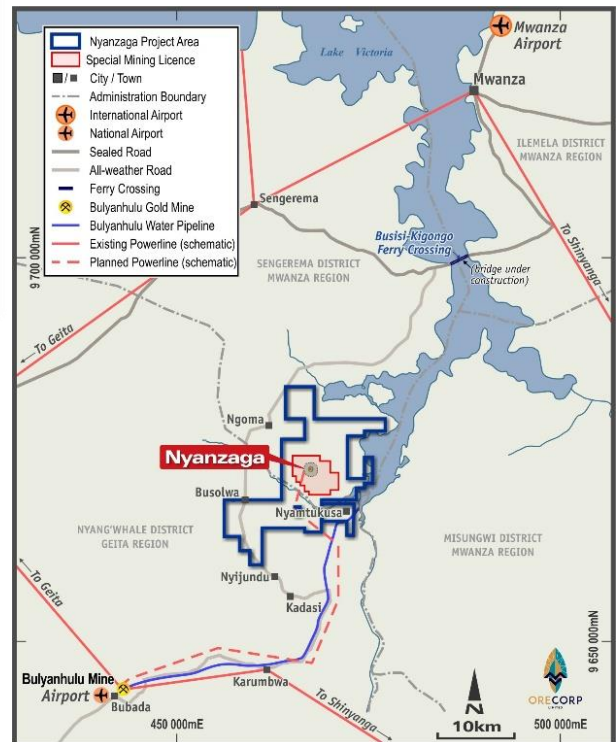 Nyanzaga Project Area
Special Mining Licence
/ City / Town
Administration Boundary
International Airport
National Airport
Sealed Road
All-weather Road
Ferry Crossing
Bulyanhulu Gold Mine
Bulyanhulu Water Pipeline
Existing Powerline (schematic)
Planned Powerline (schematic)
Lake Victoria
Mwanza
Airport
Mwanza
ILEMELA DISTRICT
MWANZA REGION
Sengerema
To Shinyanga
Busisi-Kigongo
Ferry Crossing
(bridge under
construction)
SENGEREMA DISTRICT
MWANZA REGION
9 700 000mN
To Geita
Ngoma
Nyanzaga
Busolwa
Nyamtukusa
NYANG'WHALE DISTRICT
GEITA REGION
MISUNGWI DISTRICT
MWANZA REGION
Nyijundu
Kadasi
To Geita
9 650 000mN
Bulyanhulu Mine
Airport
Bubada
Karumbwa
To Shinyanga
N
10km
ORECORP
LIMITED
450 000mE
500 000mE